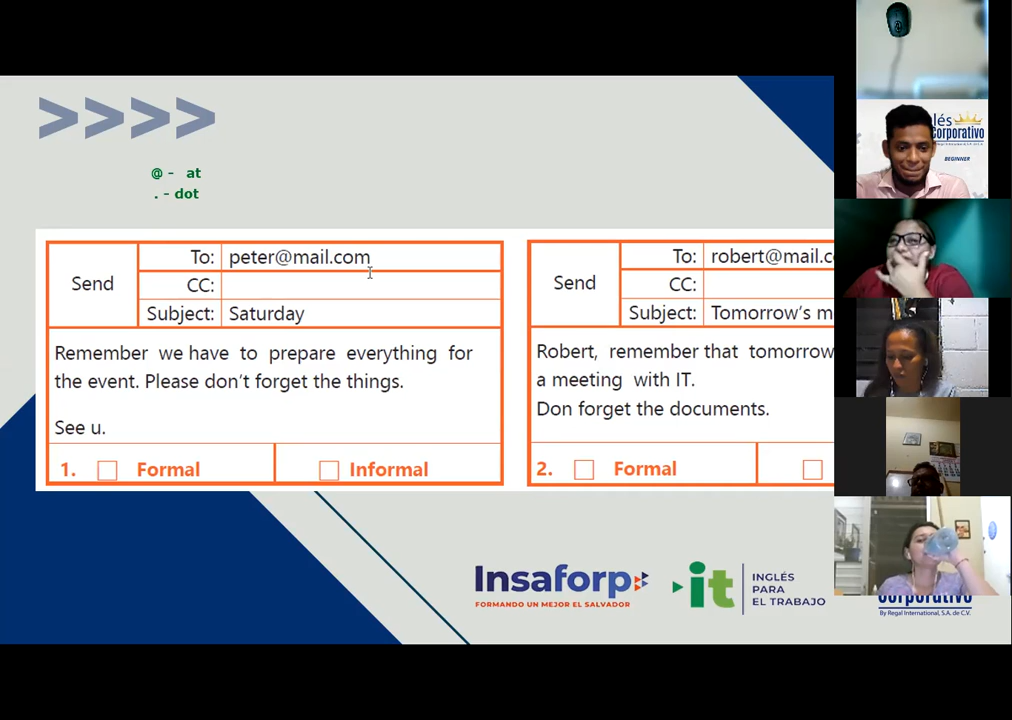 >>>>
@ - at
. - dot
Send
To: peter@mail.com
CC:
Subject: Saturday
Remember we have to prepare everything for
the event. Please don't forget the things.
See u.
1. Formal
Informal
Send
To: robert@mail.c
CC:
Subject: Tomorrow's m
Robert, remember that tomorrow
a meeting with IT.
Don forget the documents.
2. Formal
Insaforp
FORMANDO UN MEJOR EL SALVADOR
it
INGLÉS
PARA
EL TRABAJO
Corporativo
By Regal International, S.A. de C.V.
glés
orporativo
BEGINNER